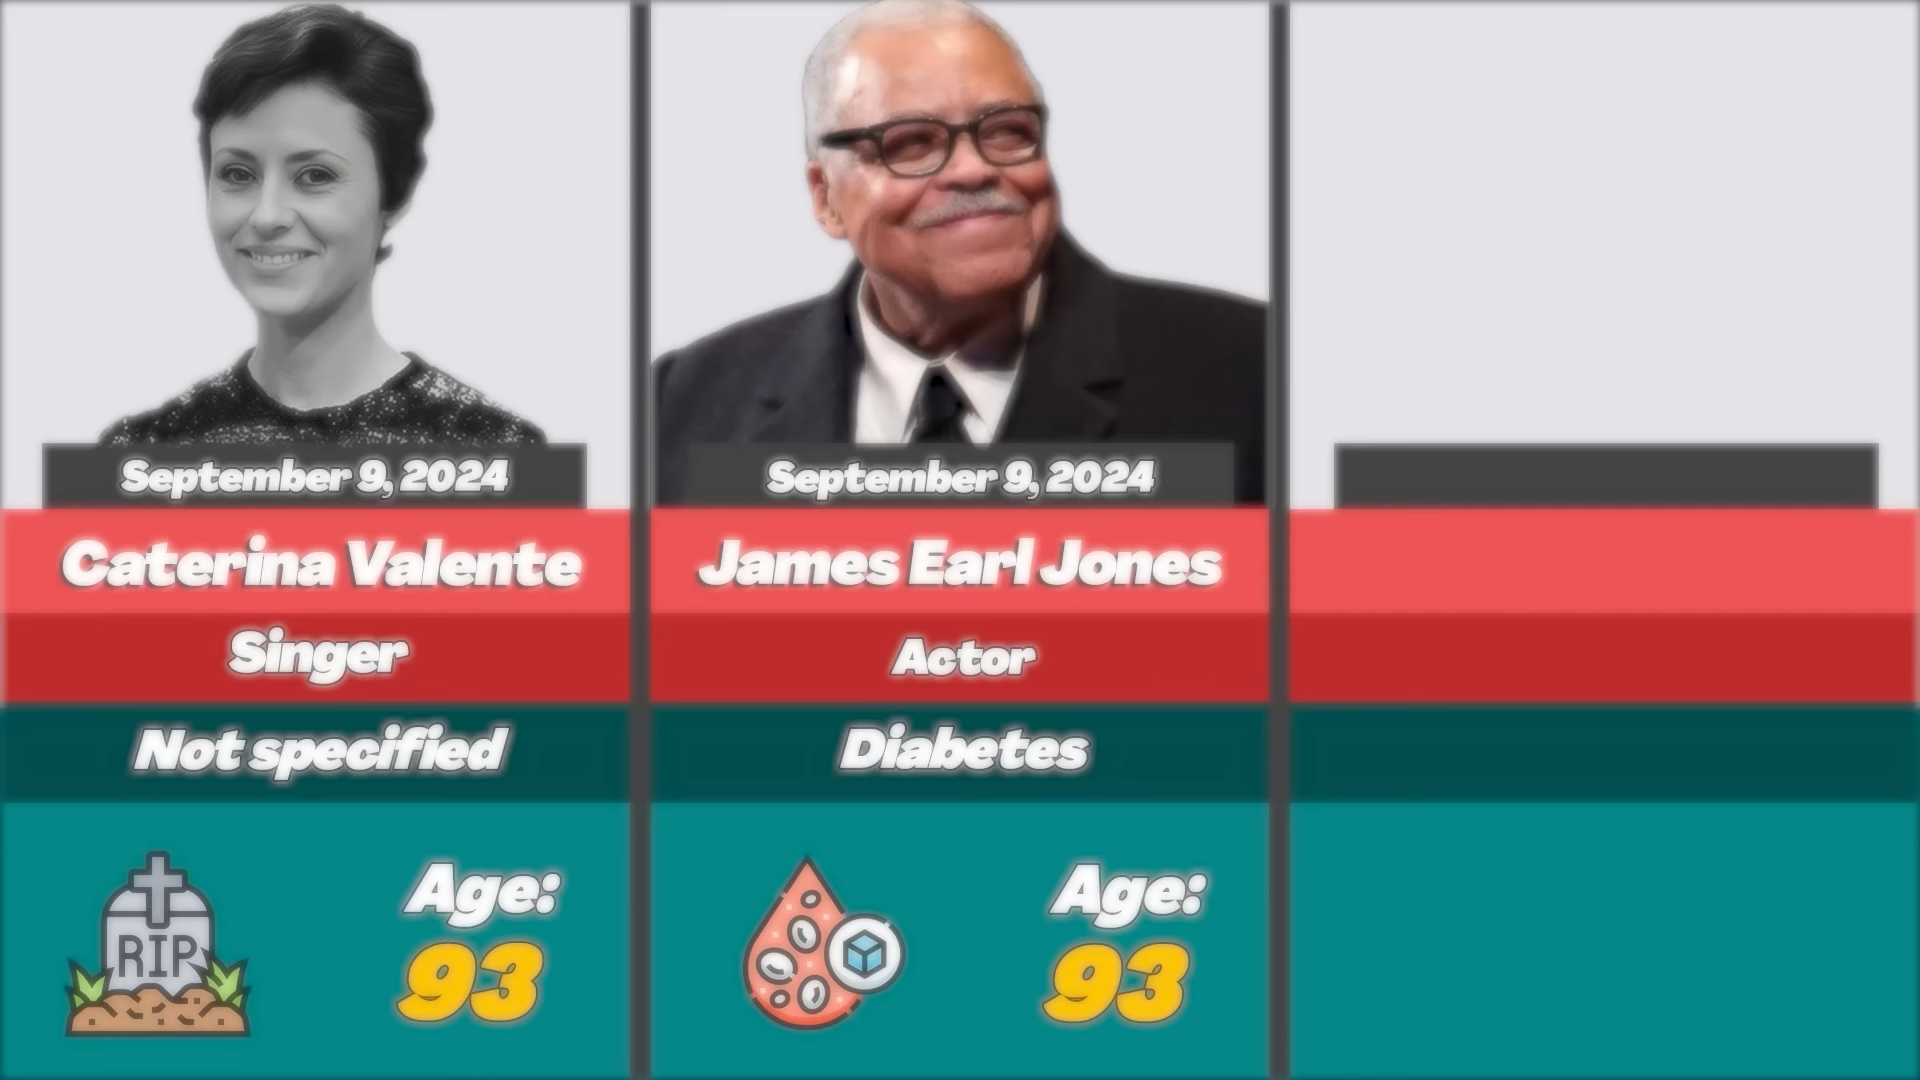 September 9, 2024
Caterina Valente
Singer
Not specified
RIP
Age:
93
September 9, 2024
James Earl Jones
Actor
Diabetes
Age:
93